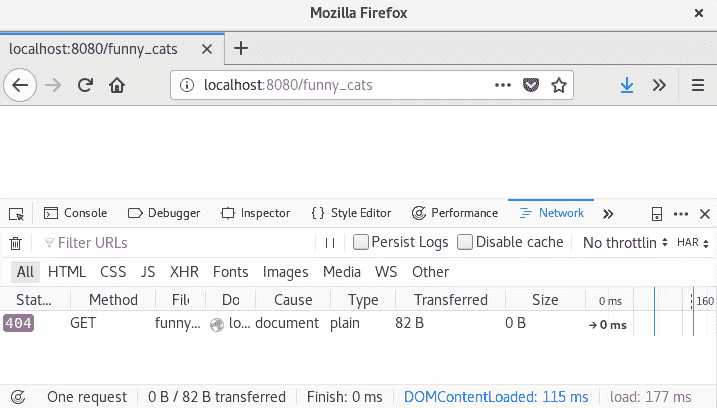 Mozilla Firefox ×
localhost:8080/funny_cats × +
localhost:8080/funny_cats ••• »
Console Debugger Inspector {} Style Editor Performance Network » ••• ×
Filter URLs Persist Logs Disable cache No throttlin HAR
All HTML CSS JS XHR Fonts Images Media WS Other
Stat… Method File Do Cause Type Transferred Size 0 ms 160
404 GET funny… lo… document plain 82 B 0 B → 0 ms
One request 0 B / 82 B transferred Finish: 0 ms DOMContentLoaded: 115 ms load: 177 ms